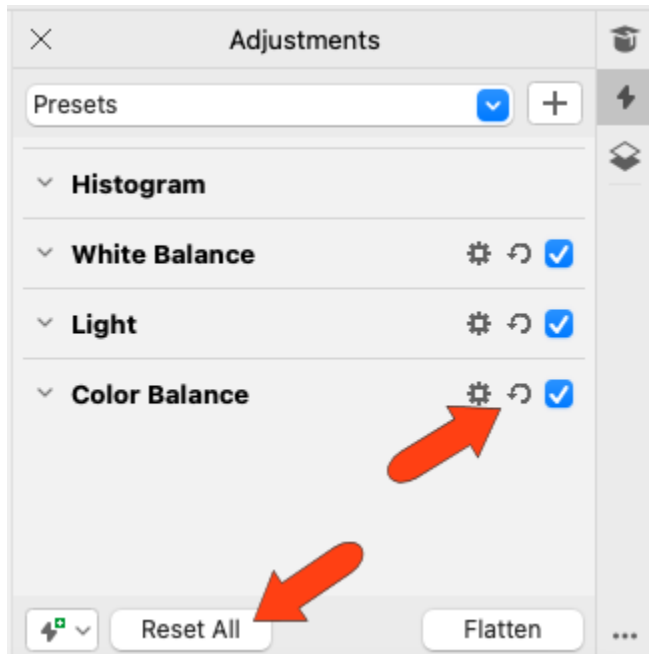 Adjustments
Presets
Histogram
White Balance
Light
Color Balance
Reset All
Flatten